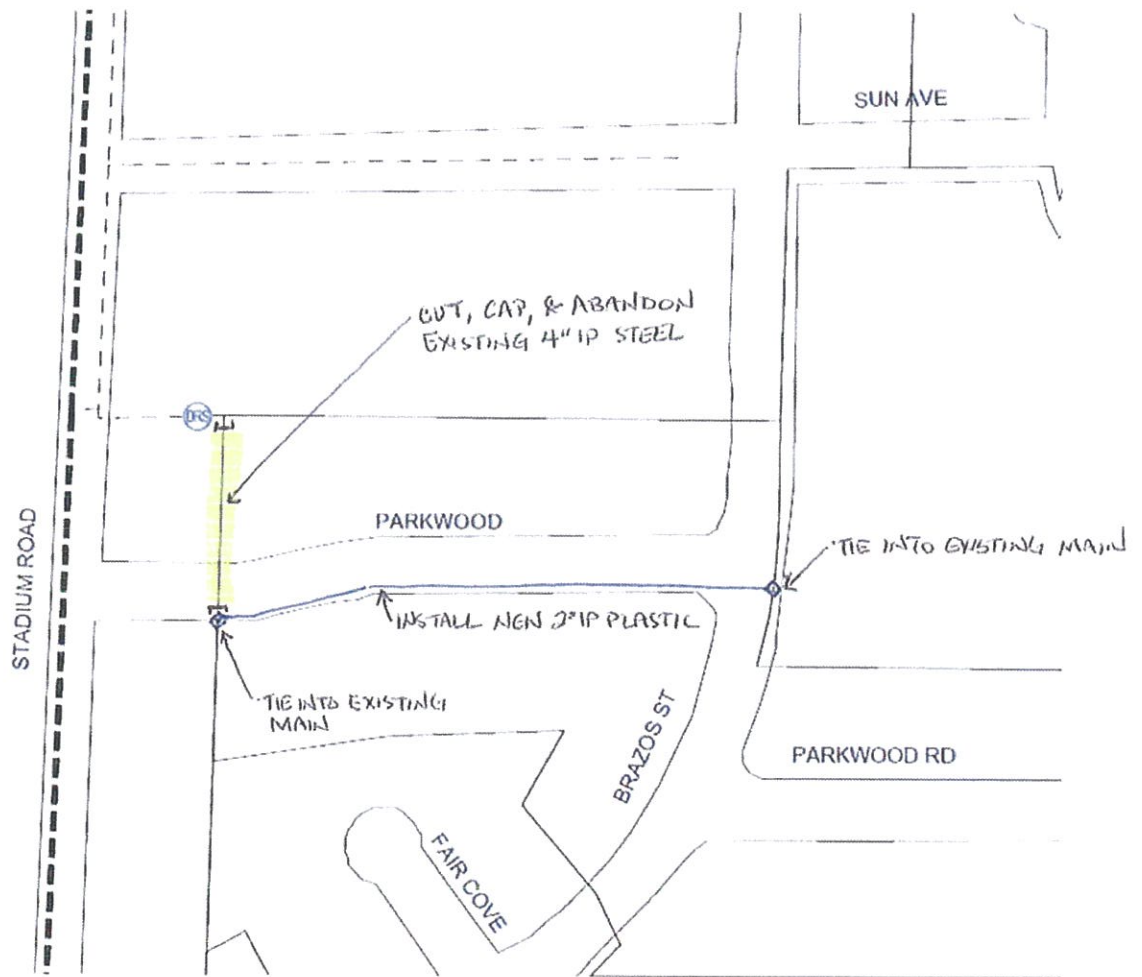 SUN AVE
CUT, CAP, & ABANDON
EXISTING 4" IP STEEL
DRS
STADIUM ROAD
PARKWOOD
TIE INTO EXISTING MAIN
INSTALL NEW 2" IP PLASTIC
TIE INTO EXISTING
MAIN
BRAZOS ST
PARKWOOD RD
FAIR COVE